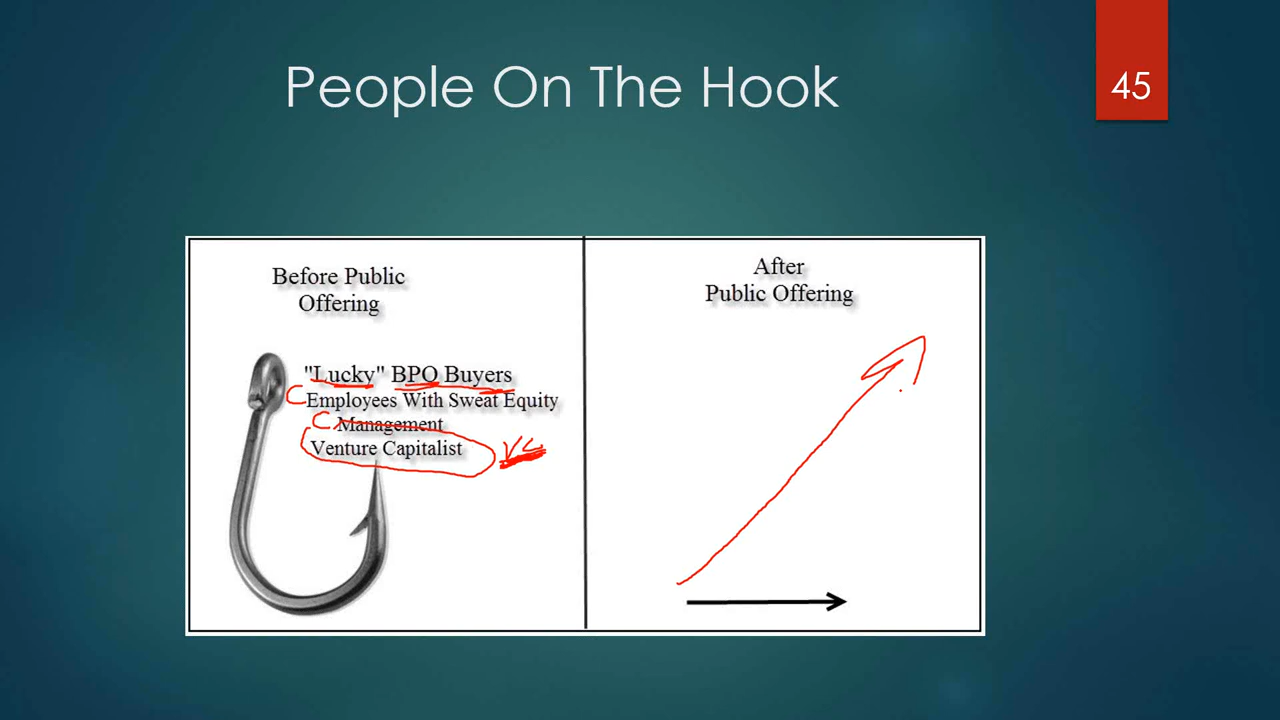 People On The Hook
45
Before Public
Offering
"Lucky" BPO Buyers
Employees With Sweat Equity
Management
Venture Capitalist
VC
After
Public Offering